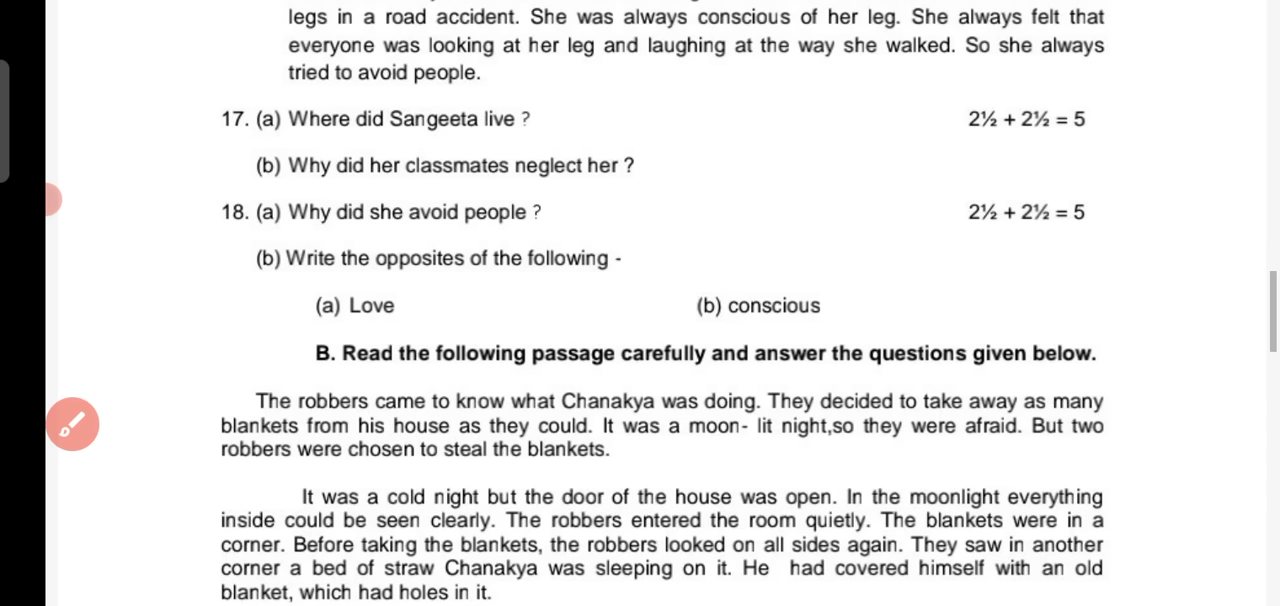 legs in a road accident. She was always conscious of her leg. She always felt that
everyone was looking at her leg and laughing at the way she walked. So she always
tried to avoid people.
17. (a) Where did Sangeeta live ? 2½ + 2½ = 5
(b) Why did her classmates neglect her ?
18. (a) Why did she avoid people ? 2½ + 2½ = 5
(b) Write the opposites of the following -
(a) Love (b) conscious
B. Read the following passage carefully and answer the questions given below.
The robbers came to know what Chanakya was doing. They decided to take away as many
blankets from his house as they could. It was a moon- lit night,so they were afraid. But two
robbers were chosen to steal the blankets.
It was a cold night but the door of the house was open. In the moonlight everything
inside could be seen clearly. The robbers entered the room quietly. The blankets were in a
corner. Before taking the blankets, the robbers looked on all sides again. They saw in another
corner a bed of straw Chanakya was sleeping on it. He had covered himself with an old
blanket, which had holes in it.